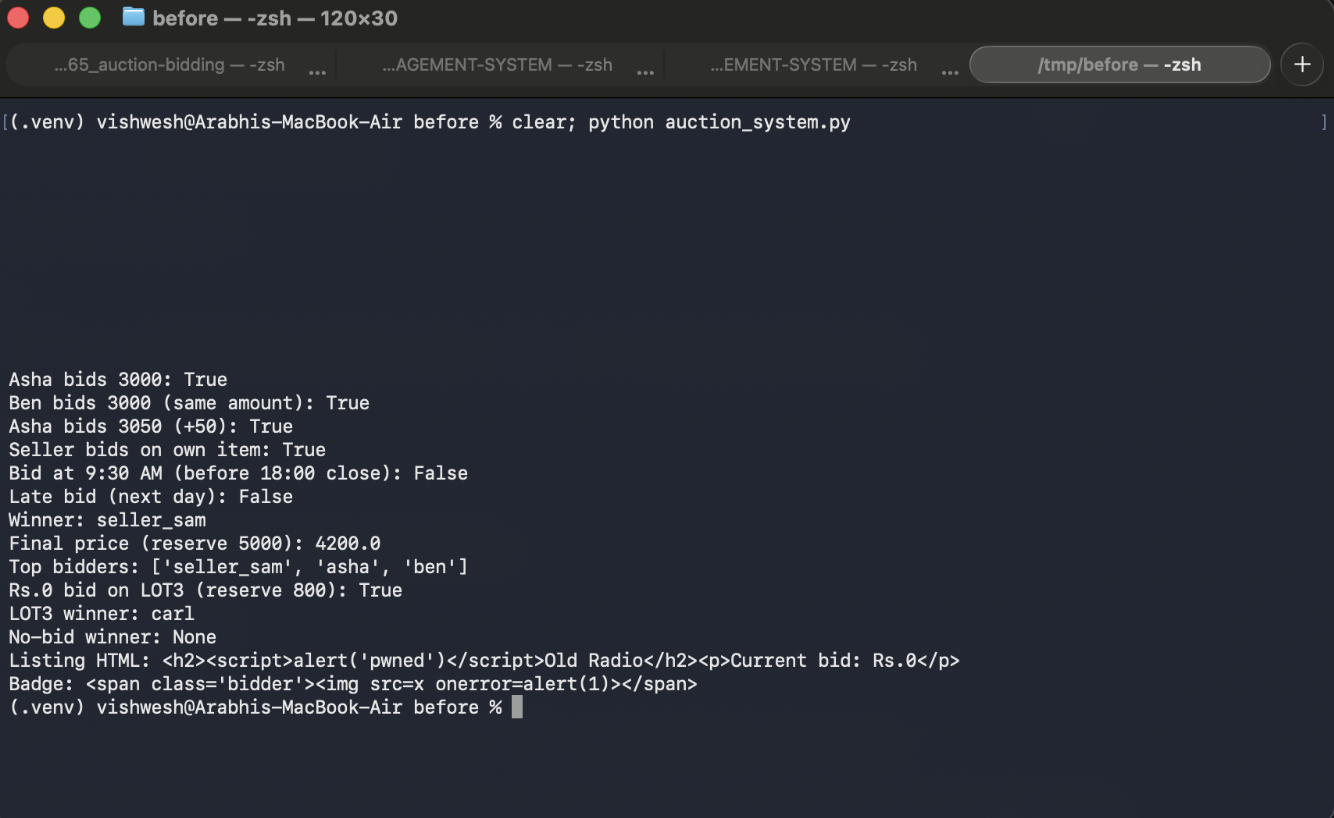 before — -zsh — 120×30
...65_auction-bidding — -zsh ...
...AGEMENT-SYSTEM — -zsh ...
...EMENT-SYSTEM — -zsh ...
/tmp/before — -zsh
+
[(.venv) vishwesh@Arabhis-MacBook-Air before % clear; python auction_system.py ]
Asha bids 3000: True
Ben bids 3000 (same amount): True
Asha bids 3050 (+50): True
Seller bids on own item: True
Bid at 9:30 AM (before 18:00 close): False
Late bid (next day): False
Winner: seller_sam
Final price (reserve 5000): 4200.0
Top bidders: ['seller_sam', 'asha', 'ben']
Rs.0 bid on LOT3 (reserve 800): True
LOT3 winner: carl
No-bid winner: None
Listing HTML: <h2><script>alert('pwned')</script>Old Radio</h2><p>Current bid: Rs.0</p>
Badge: <span class='bidder'><img src=x onerror=alert(1)></span>
(.venv) vishwesh@Arabhis-MacBook-Air before %